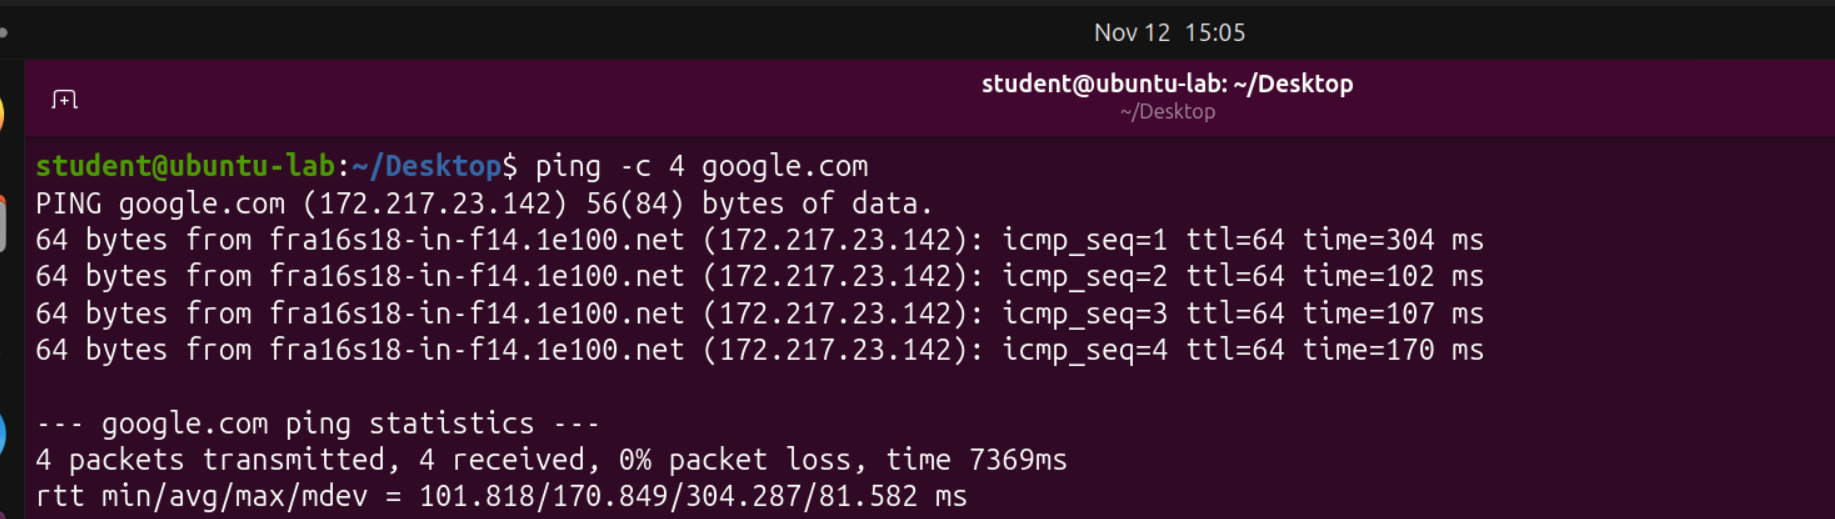 Nov 12 15:05
student@ubuntu-lab: ~/Desktop
~/Desktop
student@ubuntu-lab:~/Desktop$ ping -c 4 google.com
PING google.com (172.217.23.142) 56(84) bytes of data.
64 bytes from fra16s18-in-f14.1e100.net (172.217.23.142): icmp_seq=1 ttl=64 time=304 ms
64 bytes from fra16s18-in-f14.1e100.net (172.217.23.142): icmp_seq=2 ttl=64 time=102 ms
64 bytes from fra16s18-in-f14.1e100.net (172.217.23.142): icmp_seq=3 ttl=64 time=107 ms
64 bytes from fra16s18-in-f14.1e100.net (172.217.23.142): icmp_seq=4 ttl=64 time=170 ms
--- google.com ping statistics ---
4 packets transmitted, 4 received, 0% packet loss, time 7369ms
rtt min/avg/max/mdev = 101.818/170.849/304.287/81.582 ms